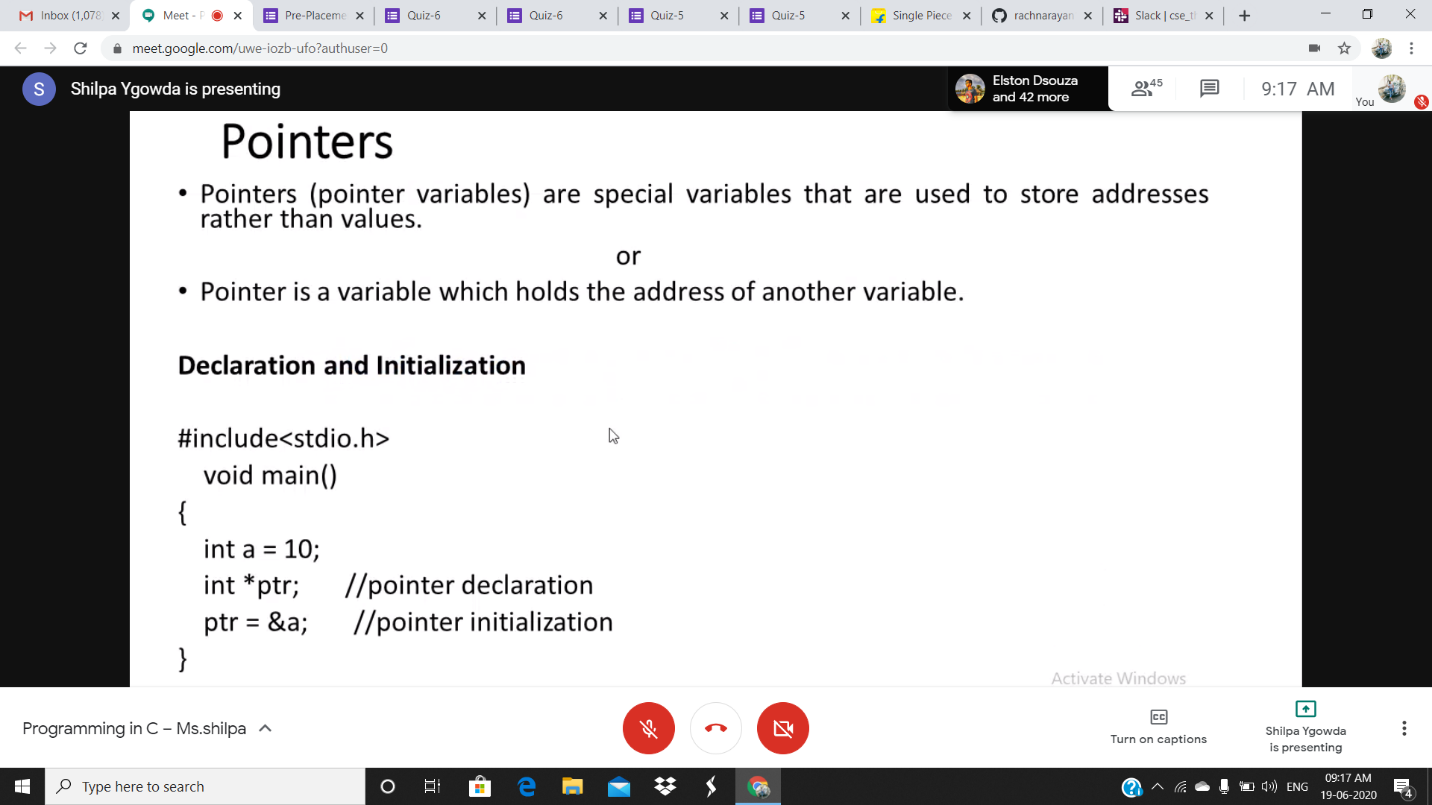 Inbox (1,078
Meet - P
Pre-Placeme
Quiz-6
Quiz-6
Quiz-5
Quiz-5
Single Piece
rachnarayan
Slack | cse_t
meet.google.com/uwe-iozb-ufo?authuser=0
S
Shilpa Ygowda is presenting
Elston Dsouza
and 42 more
45
9:17 AM
You
Pointers
• Pointers (pointer variables) are special variables that are used to store addresses
rather than values.
or
• Pointer is a variable which holds the address of another variable.
Declaration and Initialization
#include<stdio.h>
void main()
{
int a = 10;
int *ptr; //pointer declaration
ptr = &a; //pointer initialization
}
Activate Windows
Programming in C – Ms.shilpa
CC
Turn on captions
Shilpa Ygowda
is presenting
Type here to search
ENG
09:17 AM
19-06-2020
4